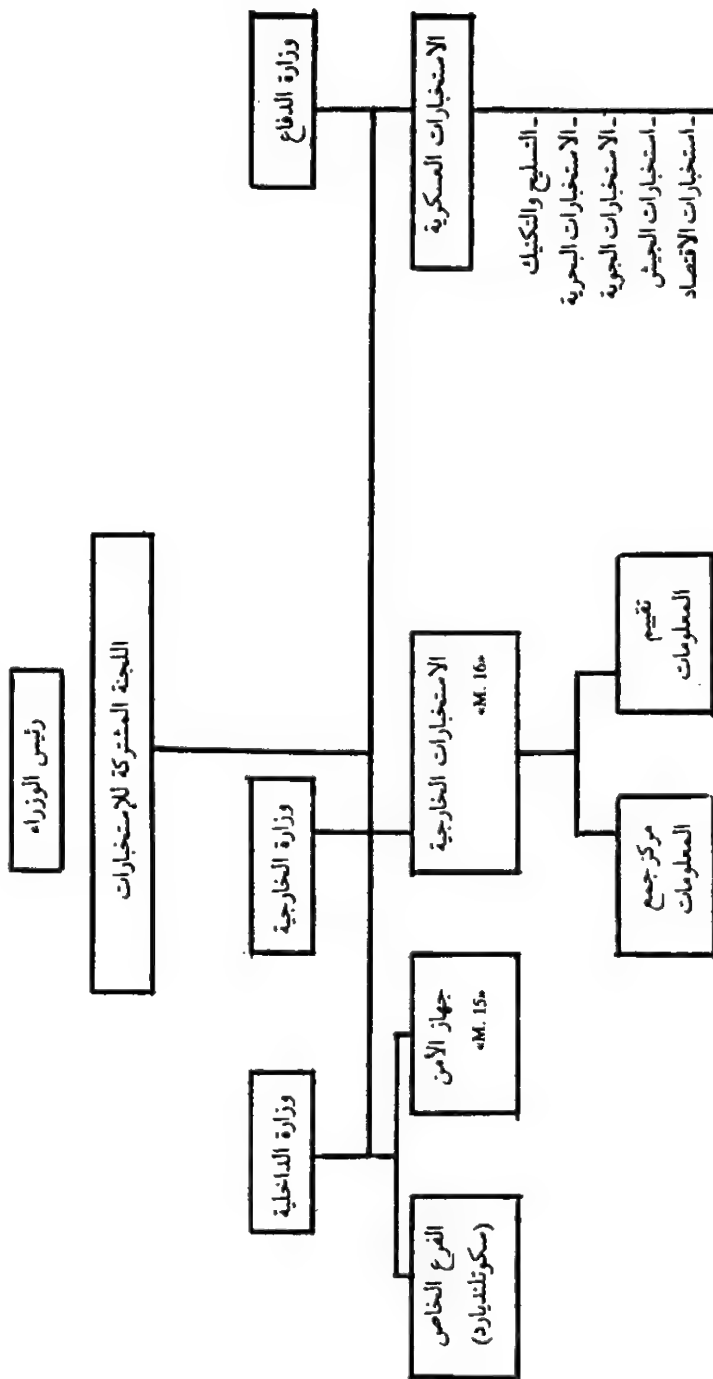 رئيس الوزراء
اللجنة المشتركة للإستخبارات
وزارة الدفاع
وزارة الخارجية
وزارة الداخلية
الاستخبارات العسكرية
ـ التسليح والتكنيك
ـ الاستخبارات البحرية
ـ الاستخبارات الجوية
ـ استخبارات الجيش
ـ استخبارات الاقتصاد
الاستخبارات الخارجية
«M. 16»
تقييم
المعلومات
مركز جمع
المعلومات
جهاز الأمن
«M. 15»
الفرع الخاص
(سكوتلنديارد)